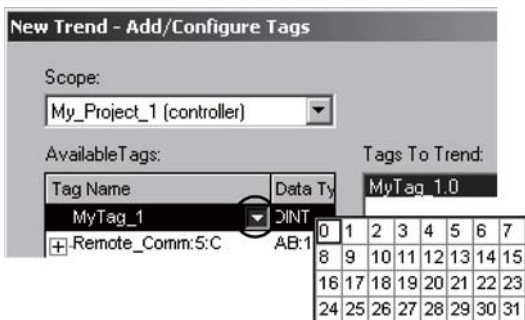 New Trend - Add/Configure Tags
Scope:
My_Project_1 (controller)
AvailableTags:
Tags To Trend:
Tag Name
Data Ty
MyTag_1.0
MyTag_1
DINT
Remote_Comm:5:C
AB:1
0 1 2 3 4 5 6 7
8 9 10 11 12 13 14 15
16 17 18 19 20 21 22 23
24 25 26 27 28 29 30 31